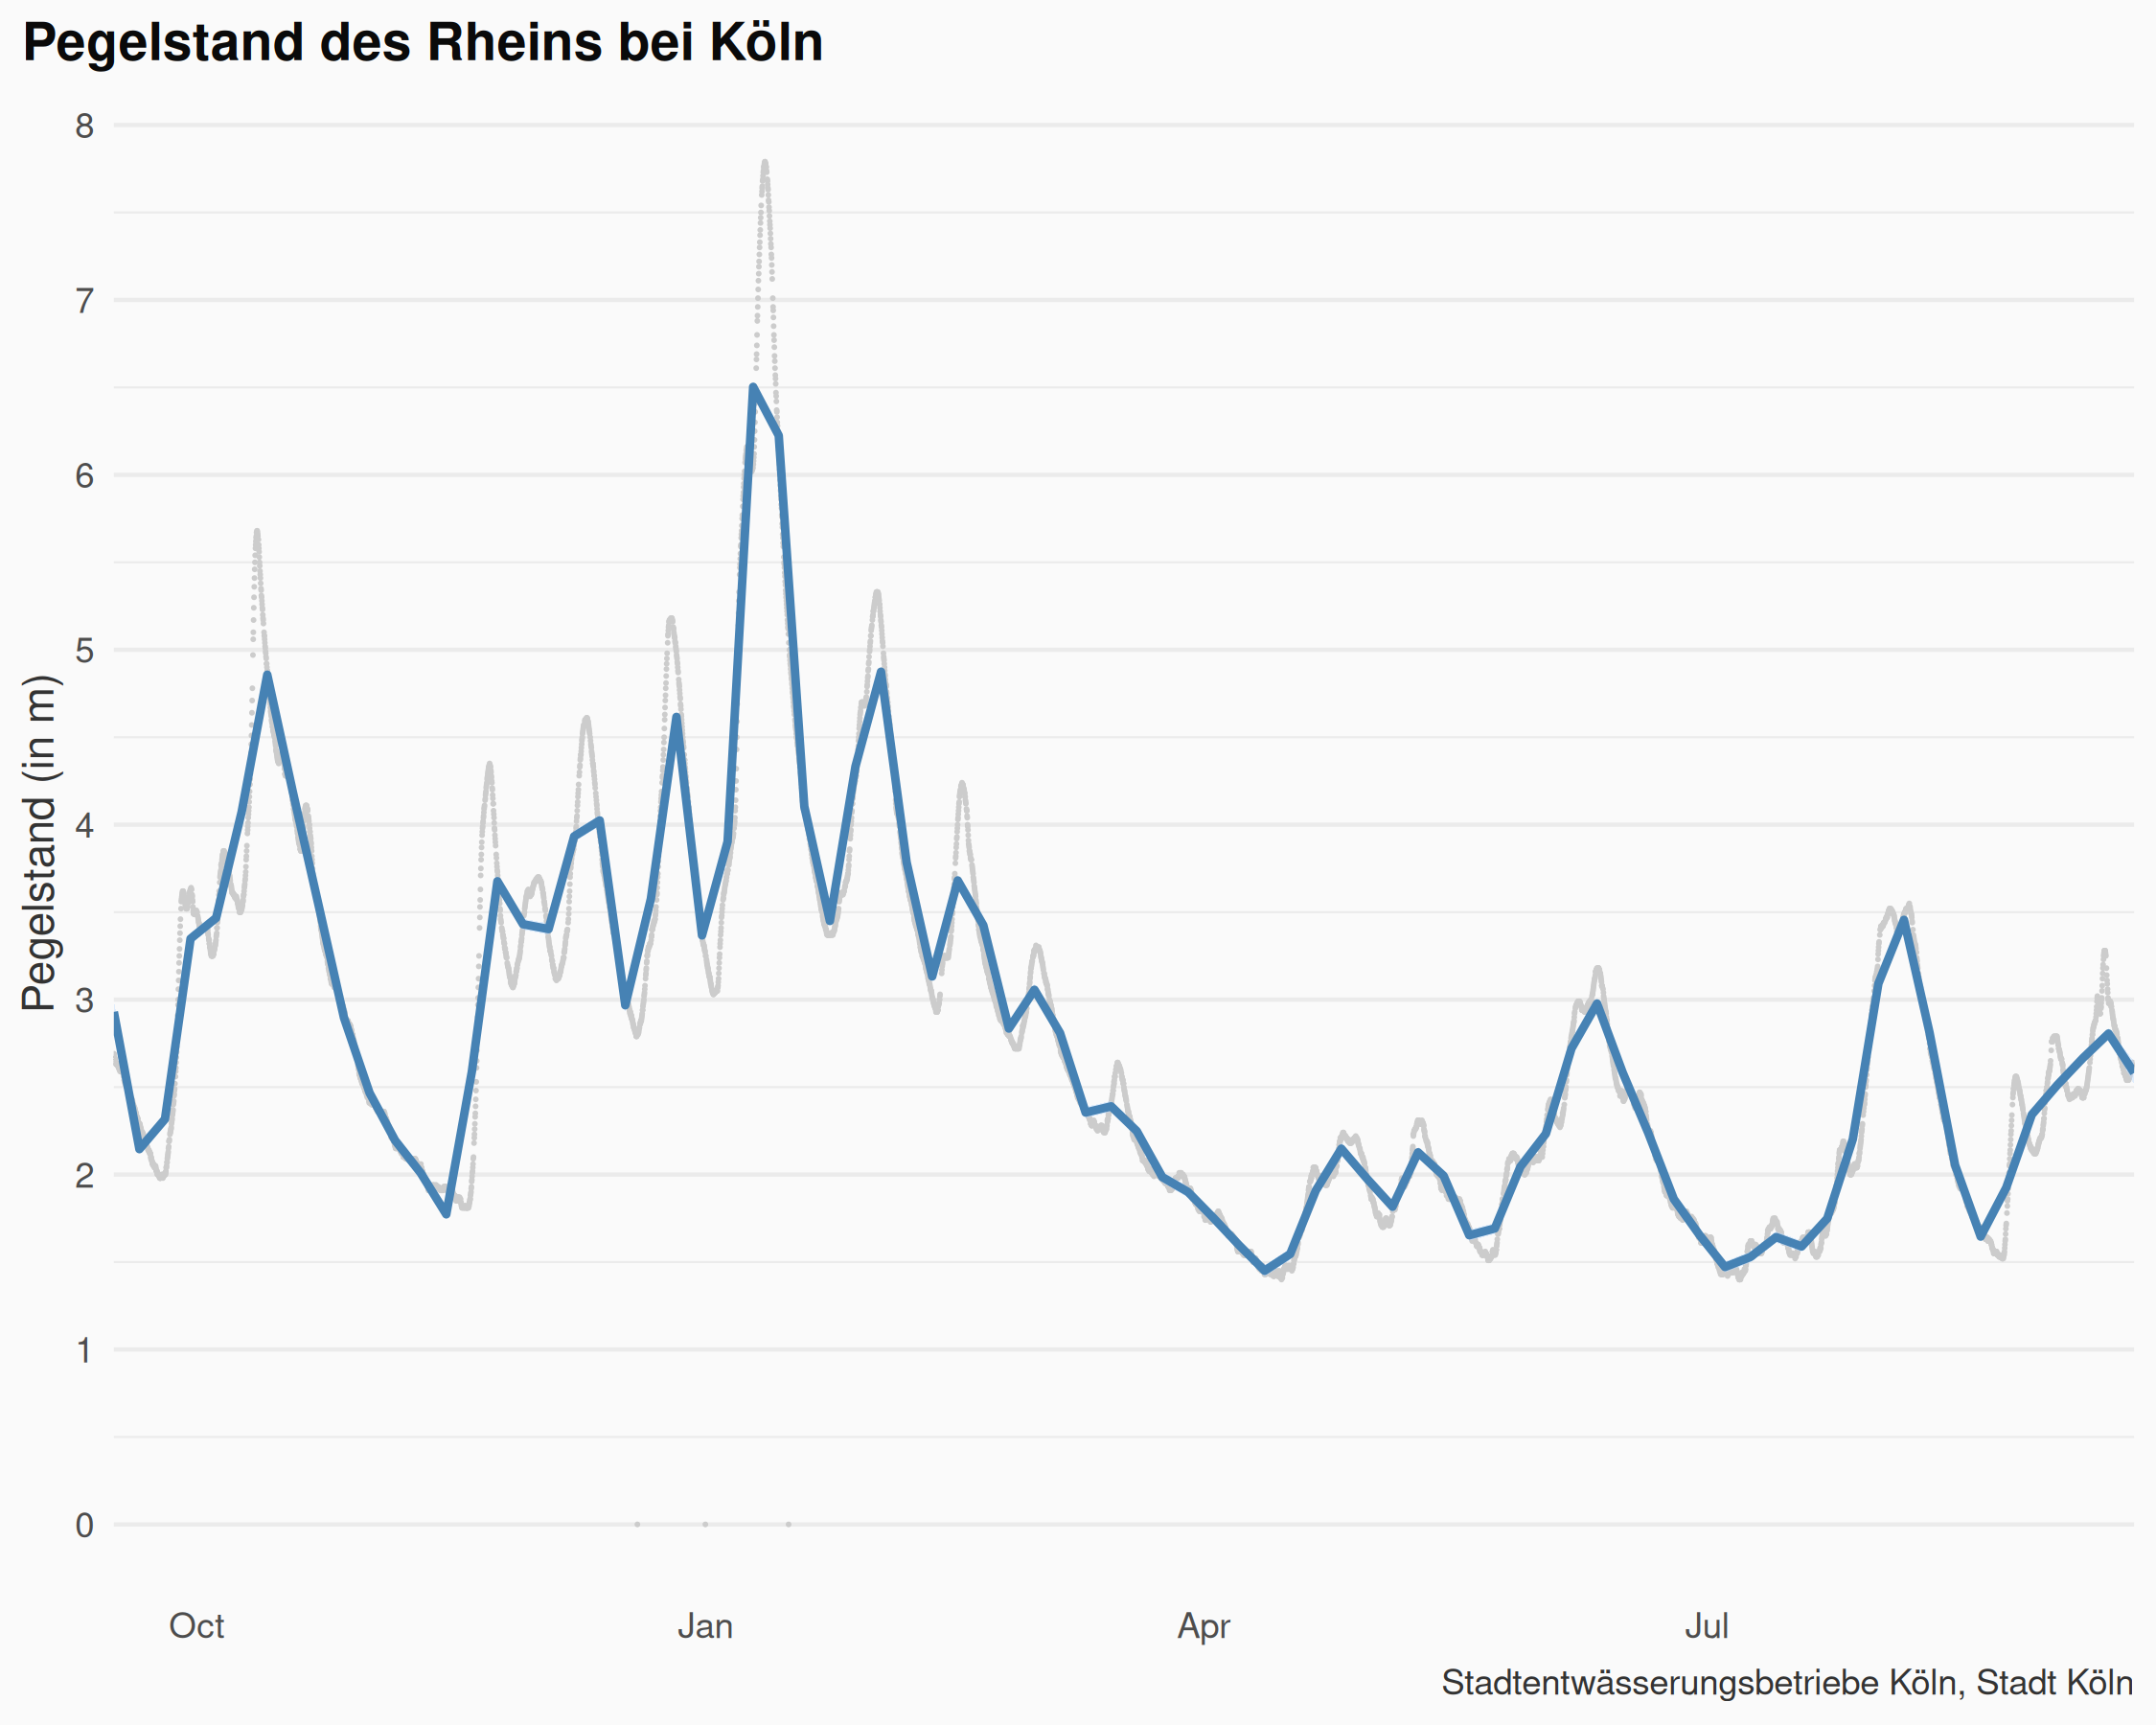 Pegelstand des Rheins bei Köln
Pegelstand (in m)
8
7
6
5
4
3
2
1
0
Oct Jan Apr Jul
Stadtentwässerungsbetriebe Köln, Stadt Köln